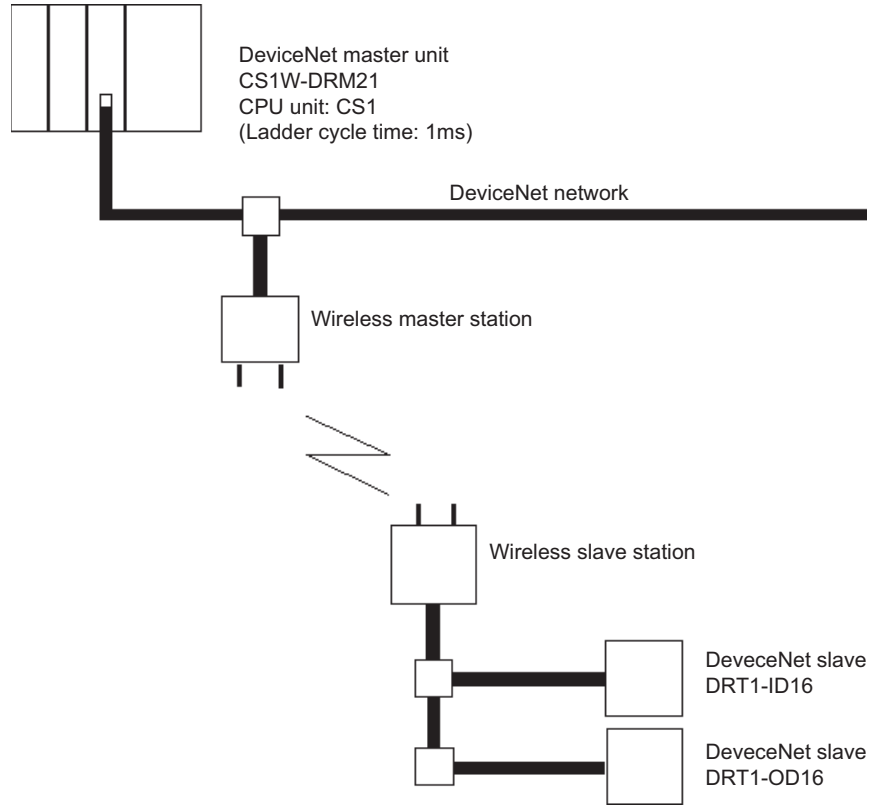 DeviceNet master unit
CS1W-DRM21
CPU unit: CS1
(Ladder cycle time: 1ms)
DeviceNet network
Wireless master station
Wireless slave station
DeveceNet slave
DRT1-ID16
DeveceNet slave
DRT1-OD16